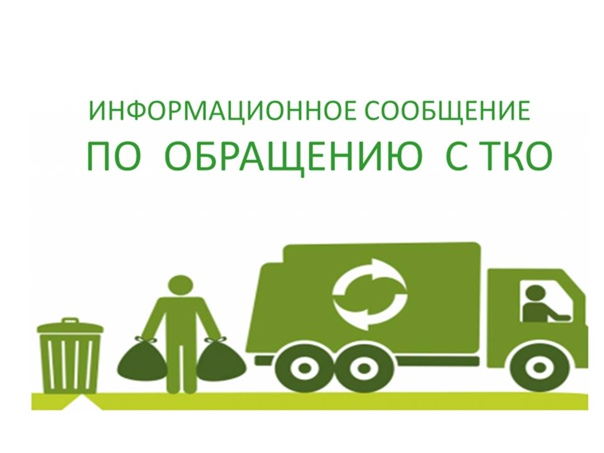 ИНФОРМАЦИОННОЕ СООБЩЕНИЕ
ПО ОБРАЩЕНИЮ С ТКО